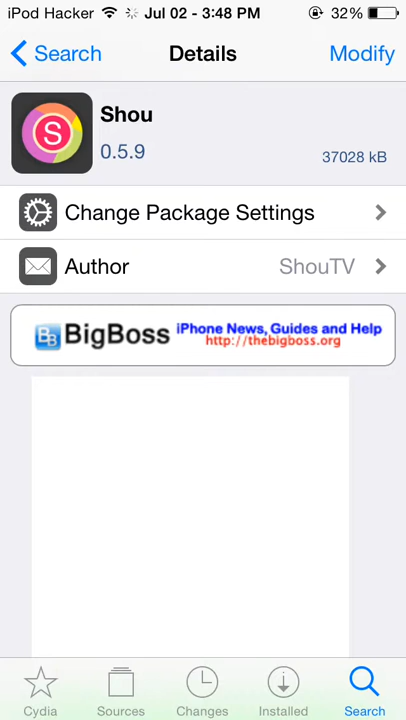 iPod Hacker Jul 02 - 3:48 PM 32%
Search Details Modify
S Shou
0.5.9 37028 kB
Change Package Settings
Author ShouTV
BB BigBoss iPhone News, Guides and Help
http://thebigboss.org
Cydia Sources Changes Installed Search